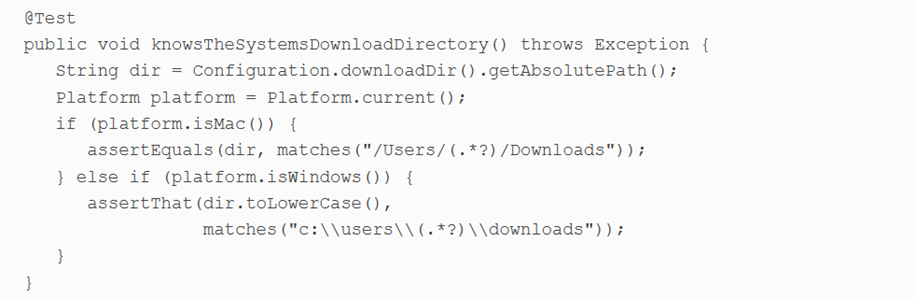 @Test
public void knowsTheSystemsDownloadDirectory() throws Exception {
   String dir = Configuration.downloadDir().getAbsolutePath();
   Platform platform = Platform.current();
   if (platform.isMac()) {
      assertEquals(dir, matches("/Users/(.*?)/Downloads"));
   } else if (platform.isWindows()) {
      assertThat(dir.toLowerCase(),
                 matches("c:\\users\\(.*?)\\downloads"));
   }
}